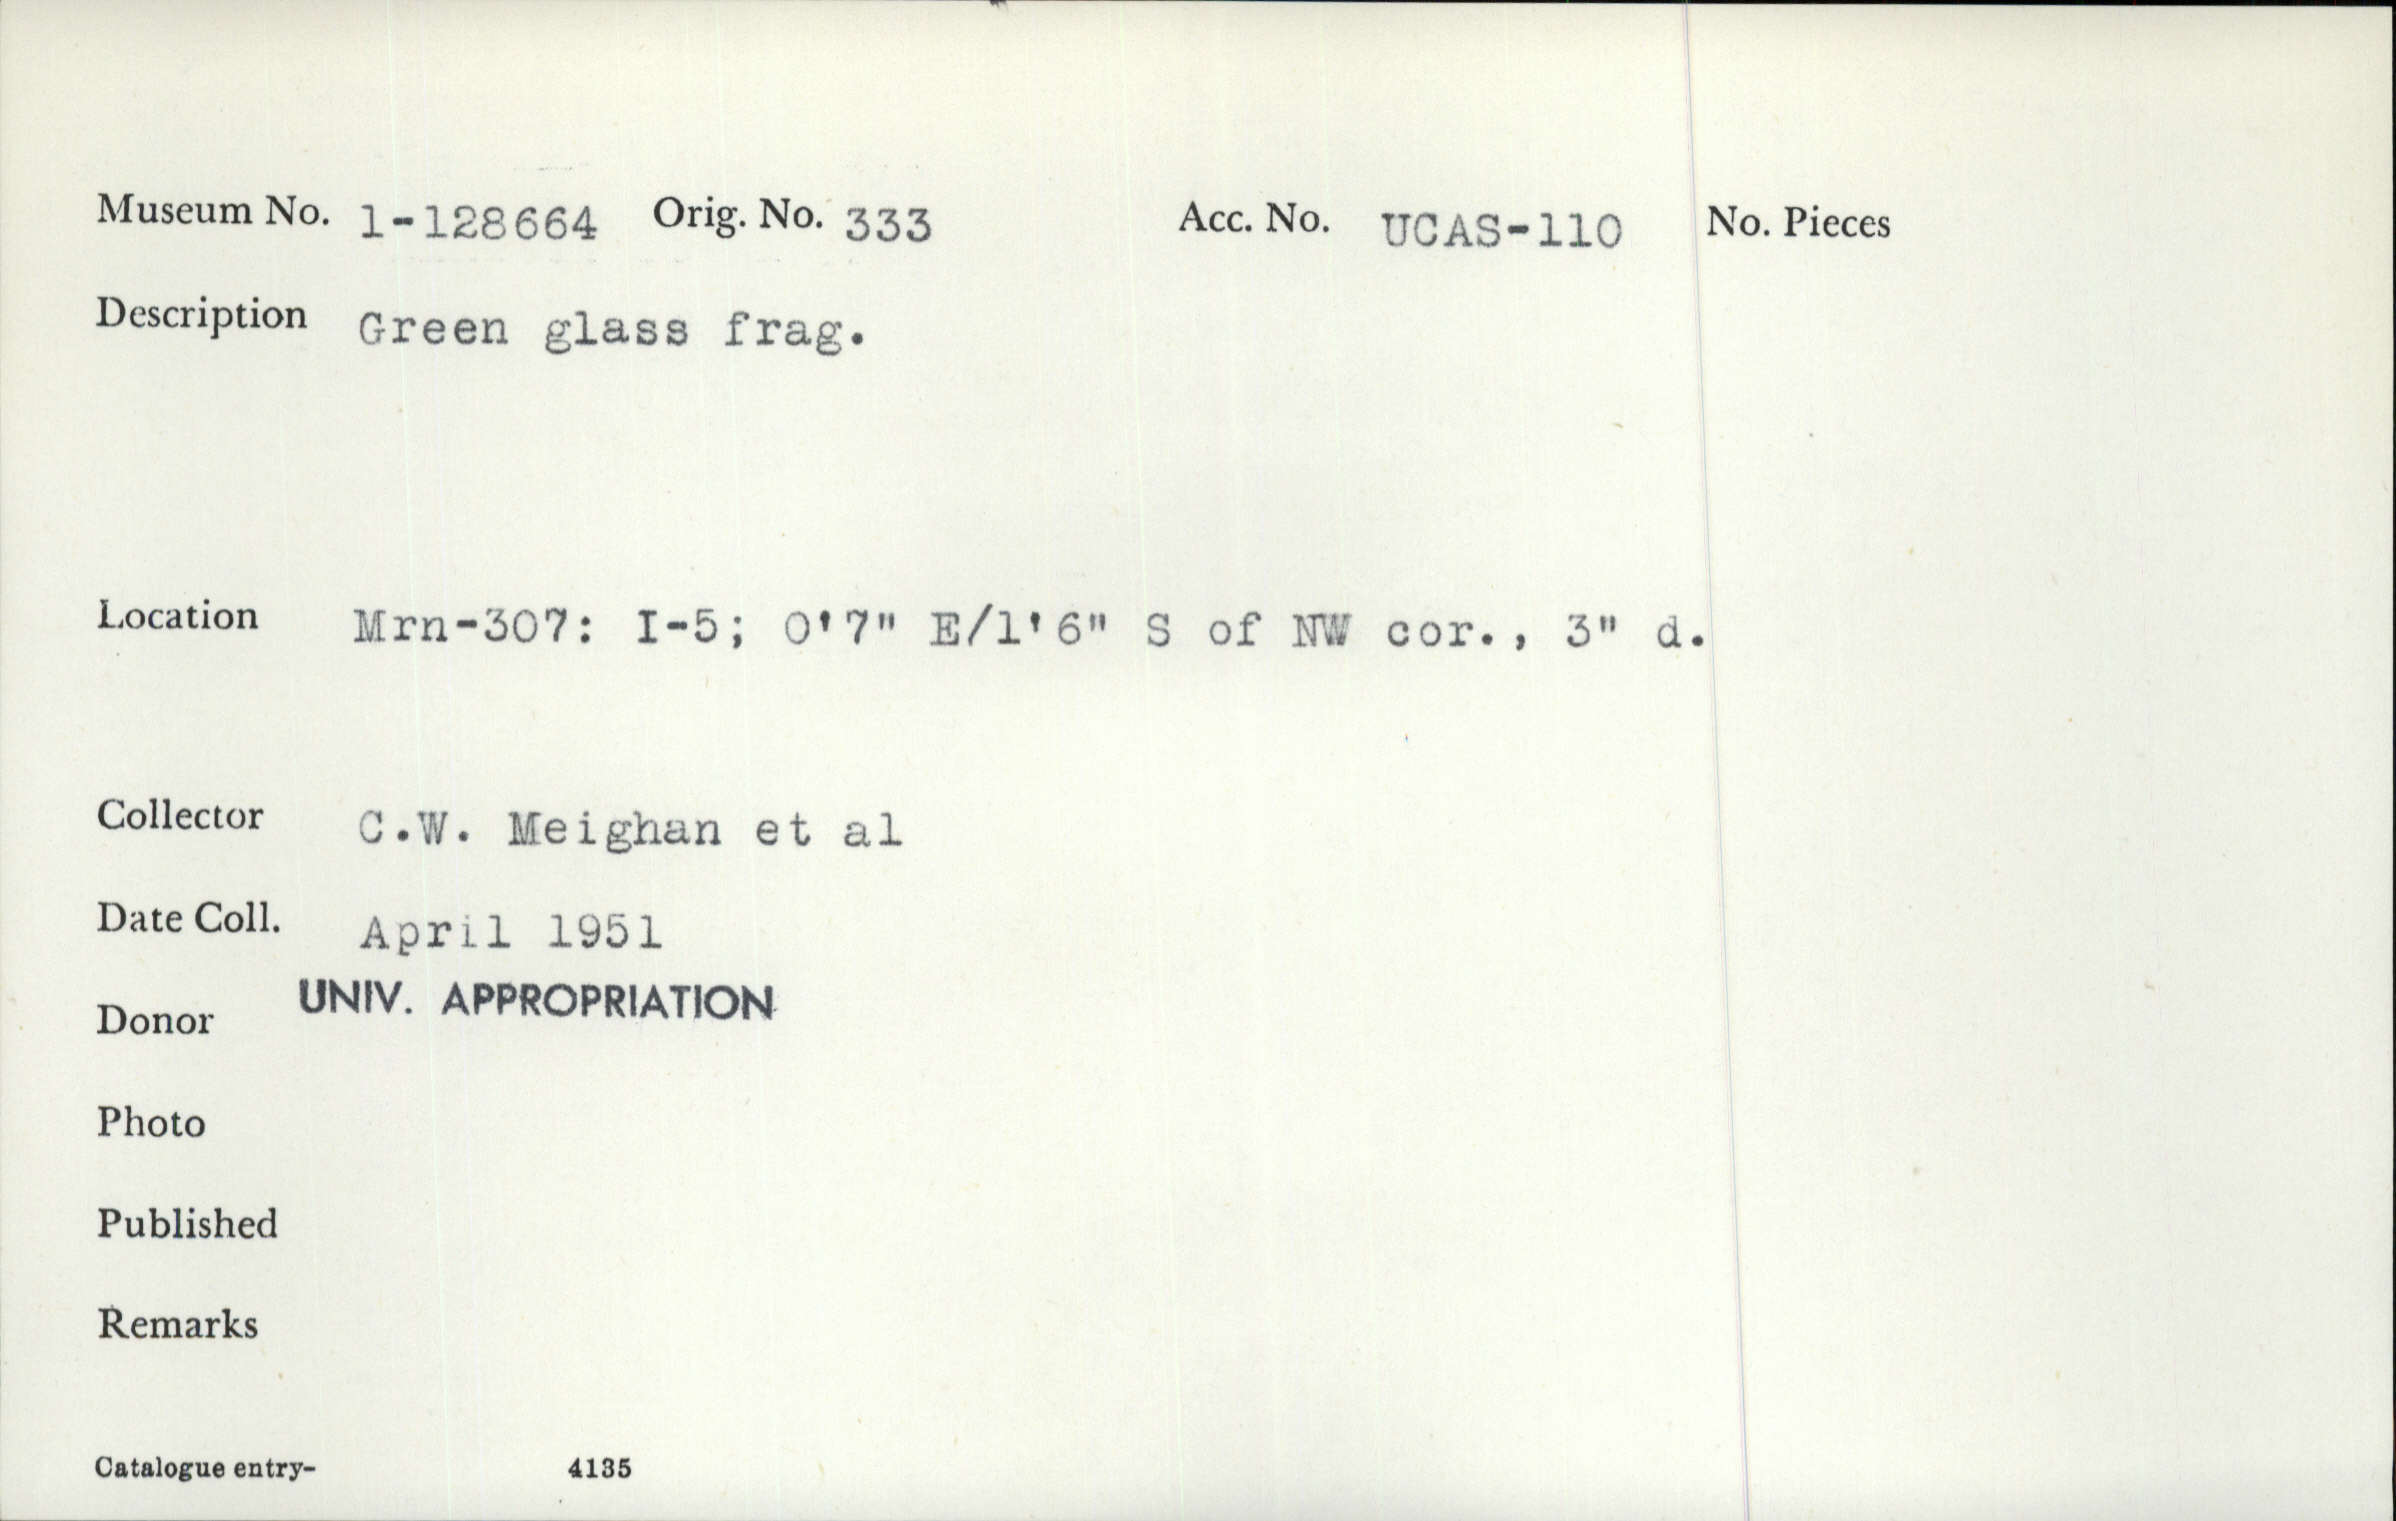 Museum No. 1-128664 Orig. No. 333 Acc. No. UCAS-110 No. Pieces
Description Green glass frag.
Location Mrn-307: I-5; 0'7" E/1'6" S of NW cor., 3" d.
Collector C.W. Meighan et al
Date Coll. April 1951
Donor UNIV. APPROPRIATION
Photo
Published
Remarks
Catalogue entry- 4135